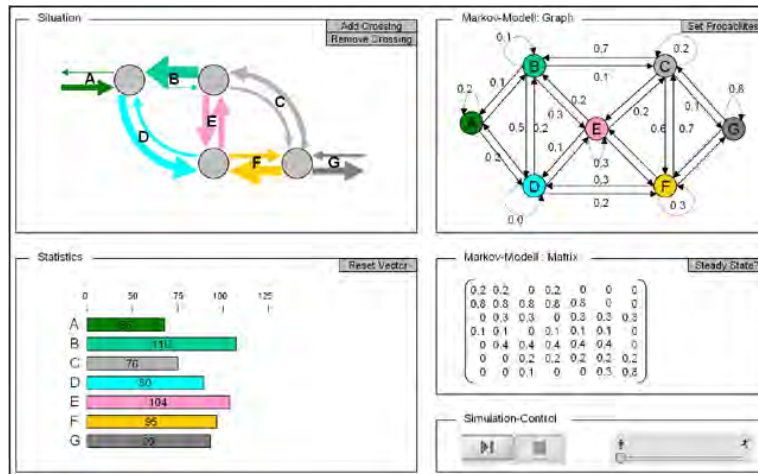 Situation
Add Crossing
Remove Crossing
A
B
C
D
E
F
G
Markov-Modell: Graph
Set Probabilites
0.1
0.7
0.2
B
C
0.1
0.1
0.2
0.3
0.2
0.1
0.8
0.2
A
E
G
0.5
0.2
0.6
0.7
0.2
0.1
0.3
D
0.3
F
0.2
0.0
0.3
Statistics
Reset Vector
0 50 75 100 125
A
B 110
C 76
D
E 104
F 95
G
Markov-Modell : Matrix
Steady State
0.2 0.2 0 0.2 0 0 0
0.8 0.8 0.8 0.8 0.8 0 0
0 0.3 0.3 0 0.3 0.3 0.3
0.1 0.1 0 0.1 0.1 0.1 0
0 0.4 0.4 0.4 0.4 0.4 0
0 0 0.2 0.2 0.2 0.2 0.2
0 0 0.1 0 0 0.3 0.8
Simulation-Control